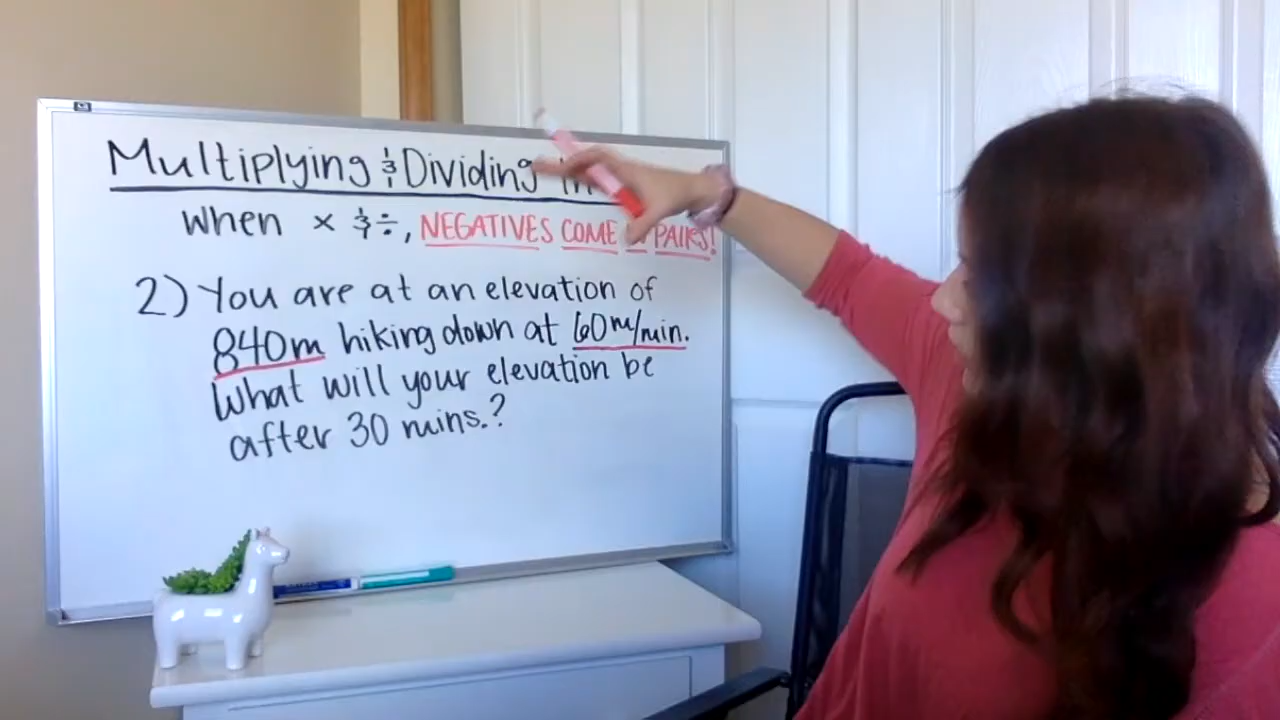 Multiplying & Dividing
When × & ÷, NEGATIVES COME PAIRS!
2) You are at an elevation of
840m hiking down at 60m/min.
What will your elevation be
after 30 mins.?